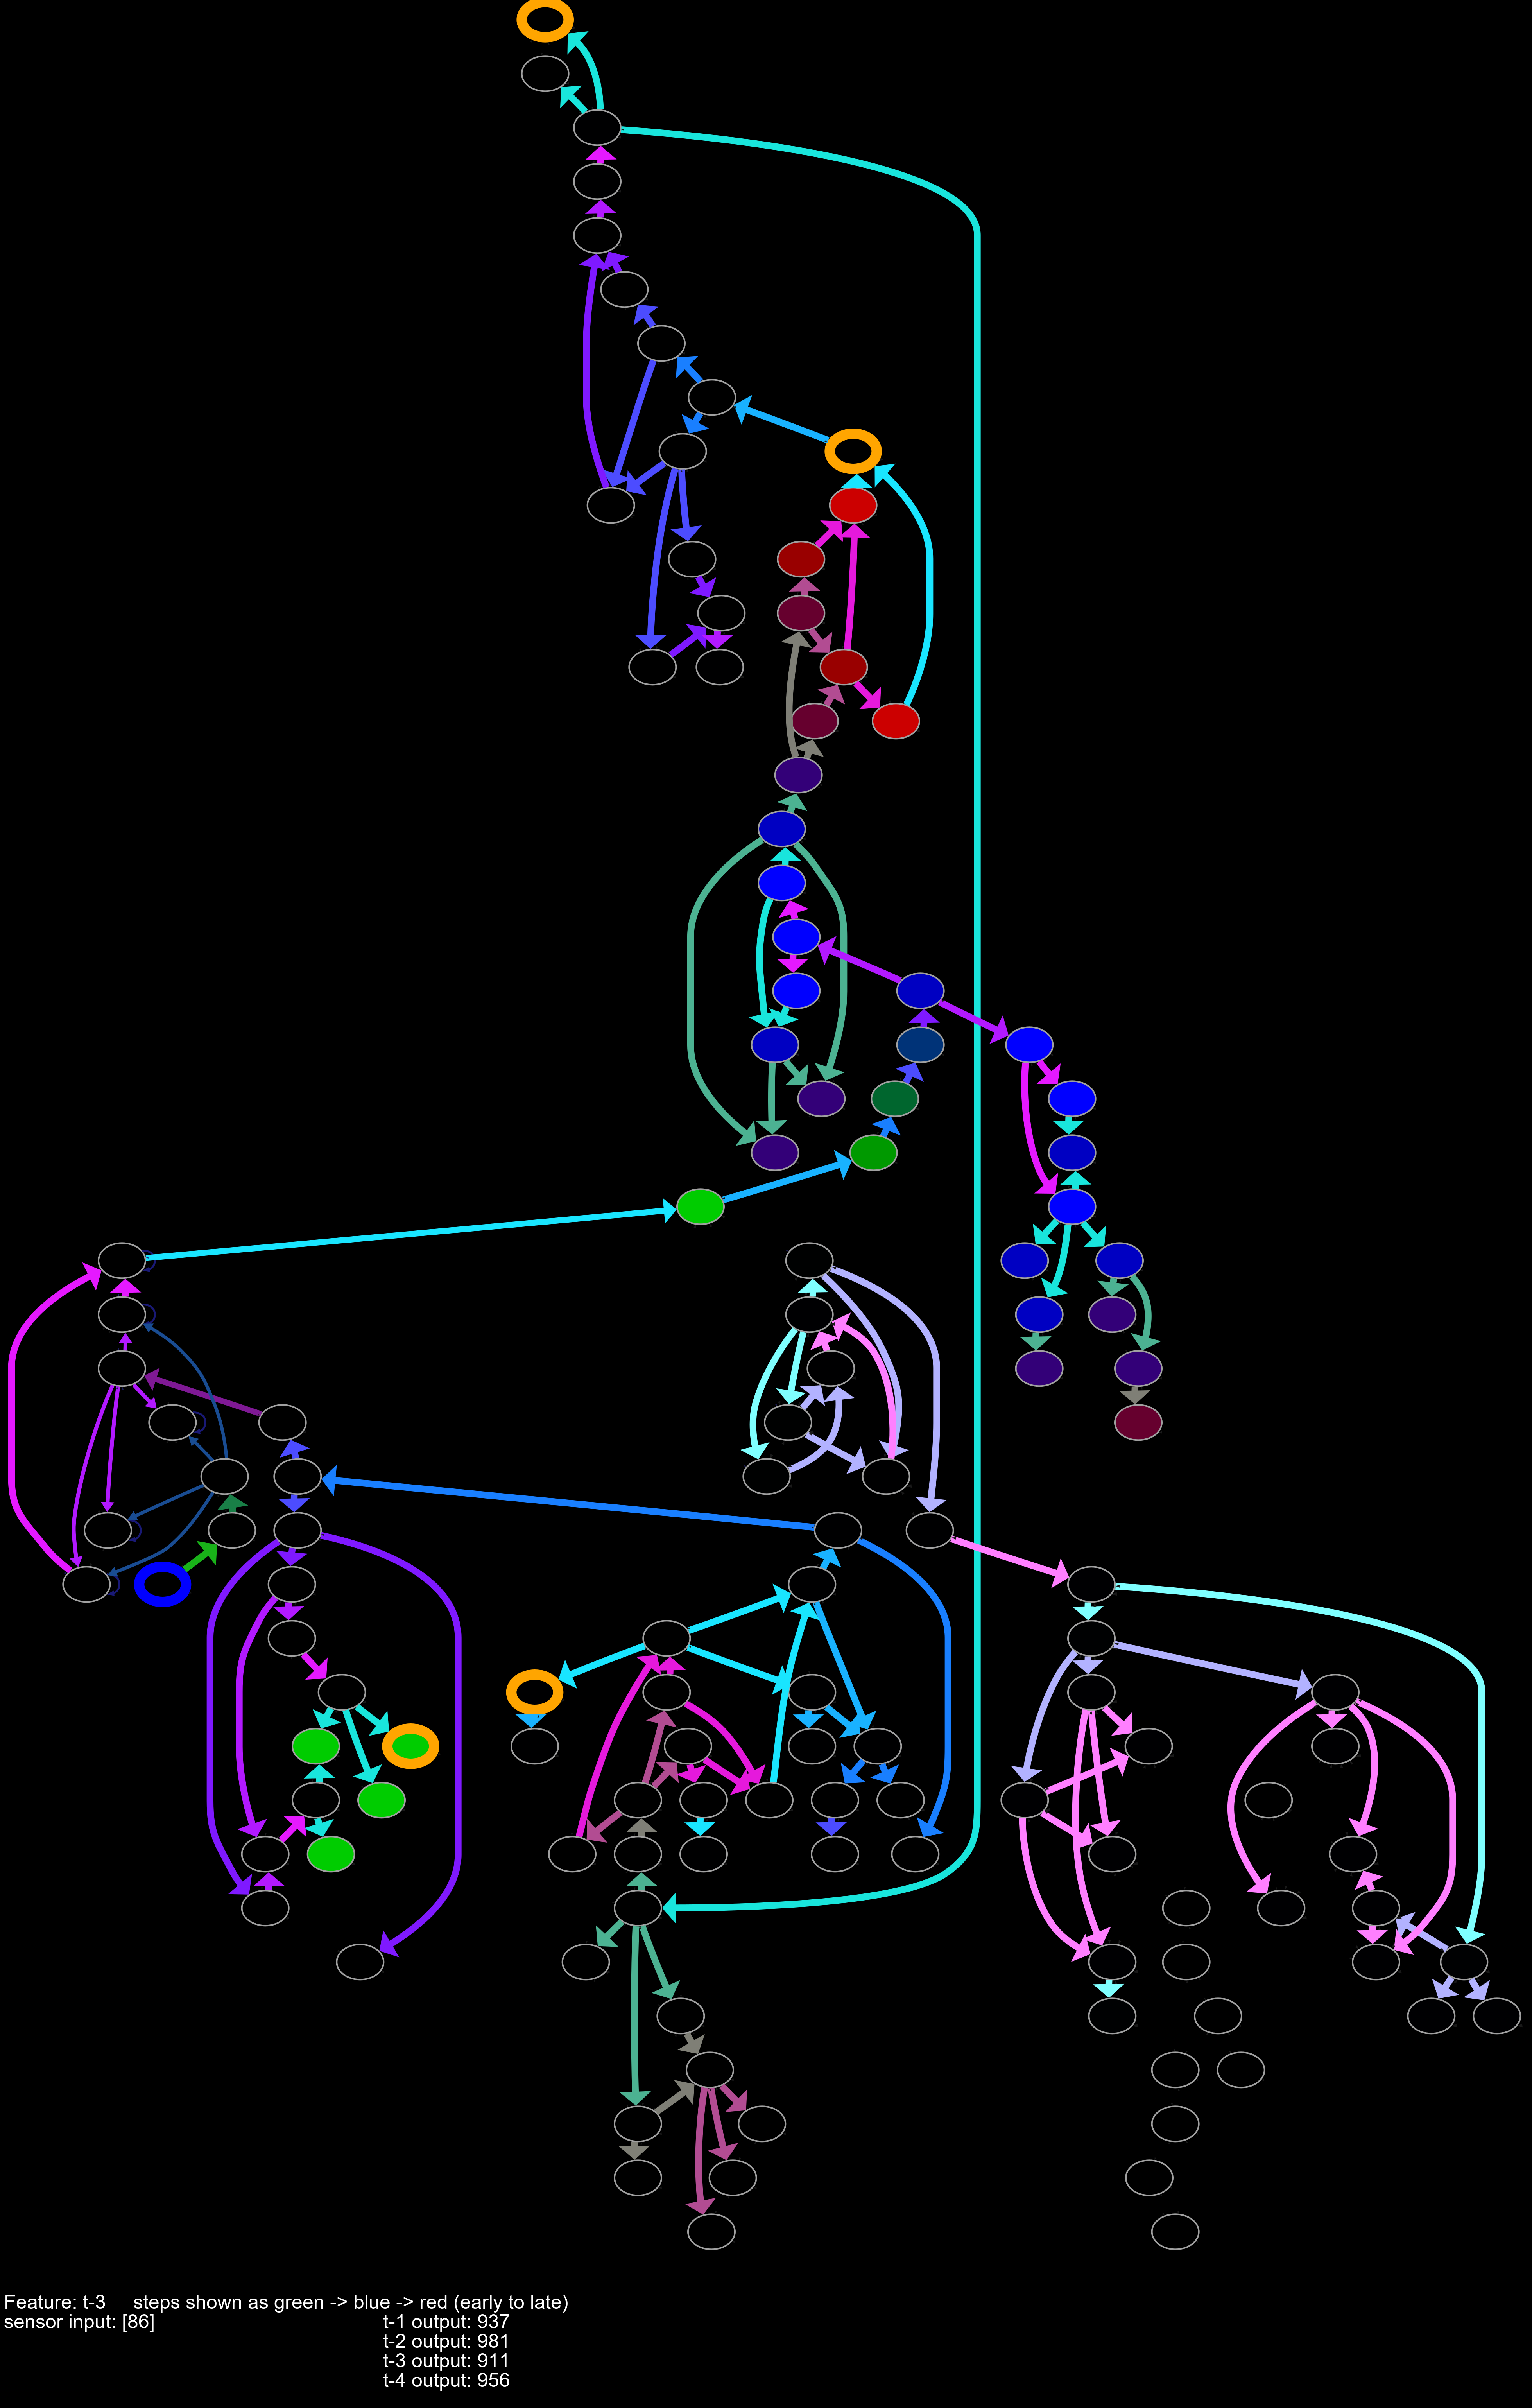 Feature: t-3 steps shown as green -> blue -> red (early to late)
sensor input: [86] t-1 output: 937
t-2 output: 981
t-3 output: 911
t-4 output: 956